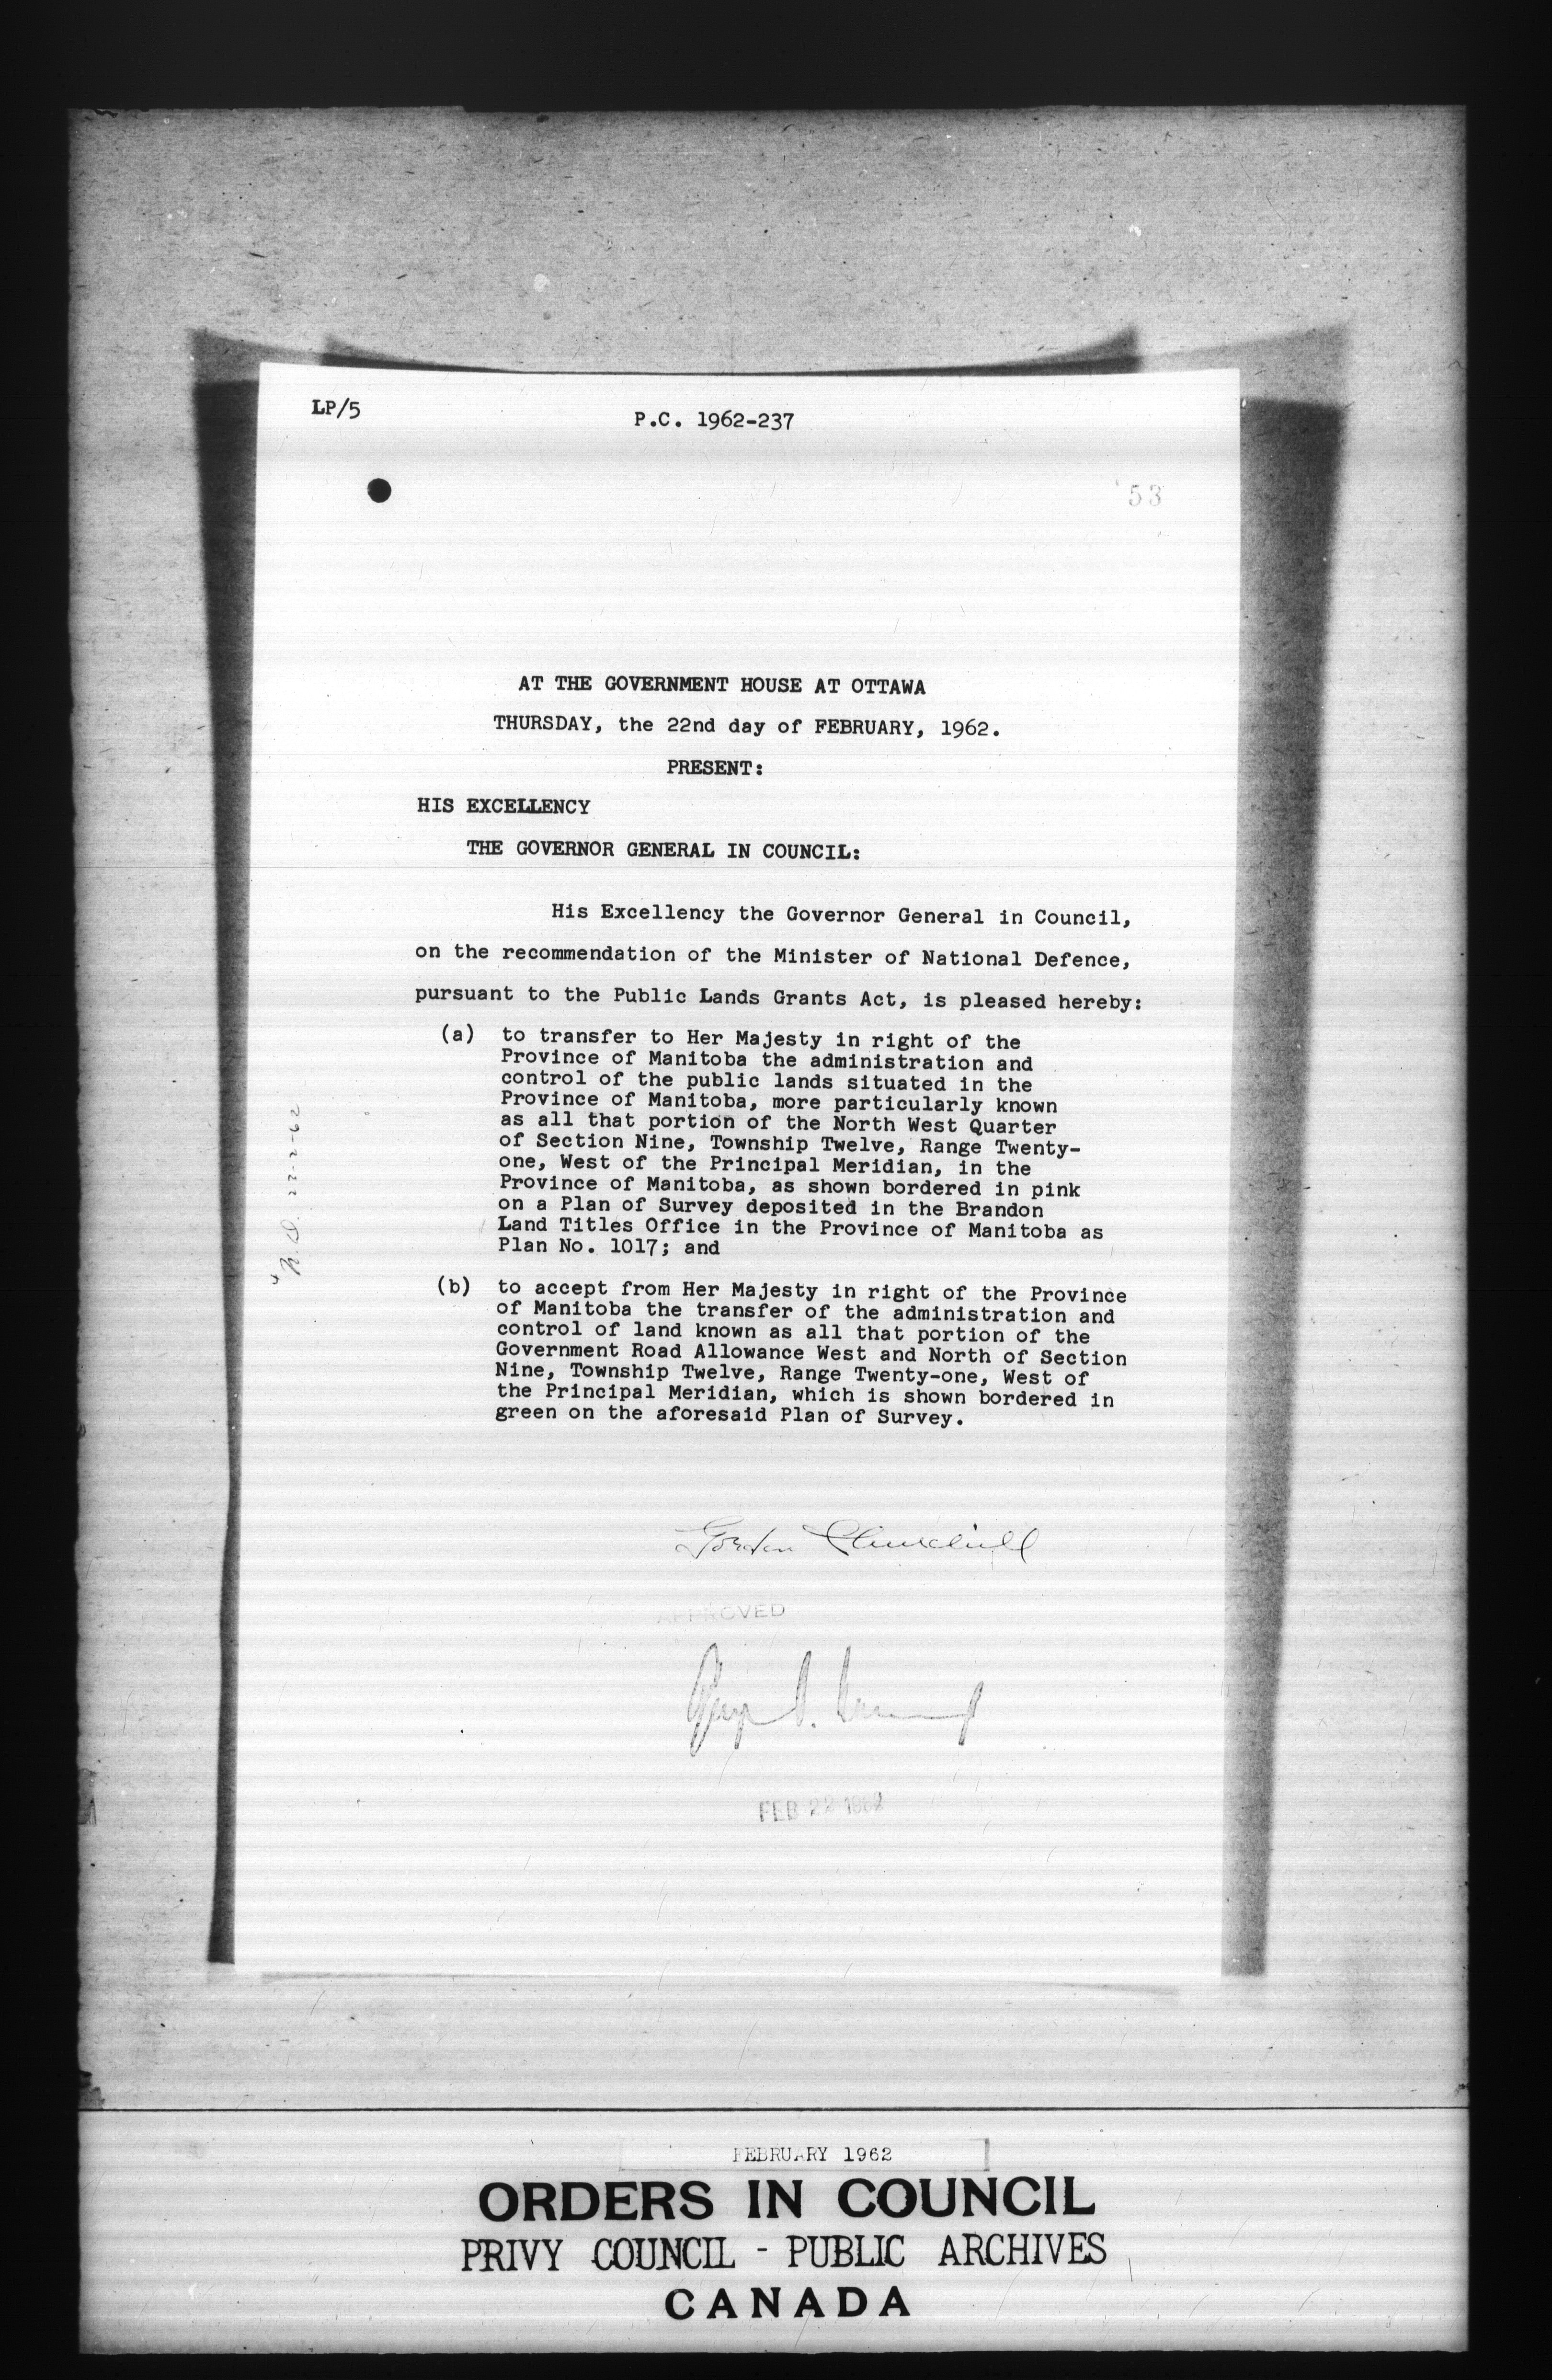 LP/5
P.C. 1962-237
53
AT THE GOVERNMENT HOUSE AT OTTAWA
THURSDAY, the 22nd day of FEBRUARY, 1962.
PRESENT:
HIS EXCELLENCY
THE GOVERNOR GENERAL IN COUNCIL:
His Excellency the Governor General in Council,
on the recommendation of the Minister of National Defence,
pursuant to the Public Lands Grants Act, is pleased hereby:
(a) to transfer to Her Majesty in right of the
Province of Manitoba the administration and
control of the public lands situated in the
Province of Manitoba, more particularly known
as all that portion of the North West Quarter
of Section Nine, Township Twelve, Range Twenty-
one, West of the Principal Meridian, in the
Province of Manitoba, as shown bordered in pink
on a Plan of Survey deposited in the Brandon
Land Titles Office in the Province of Manitoba as
Plan No. 1017; and
(b) to accept from Her Majesty in right of the Province
of Manitoba the transfer of the administration and
control of land known as all that portion of the
Government Road Allowance West and North of Section
Nine, Township Twelve, Range Twenty-one, West of
the Principal Meridian, which is shown bordered in
green on the aforesaid Plan of Survey.
22-2-62
Gordon Churchill
APPROVED
FEB 22 1962
FEBRUARY 1962
ORDERS IN COUNCIL
PRIVY COUNCIL - PUBLIC ARCHIVES
CANADA